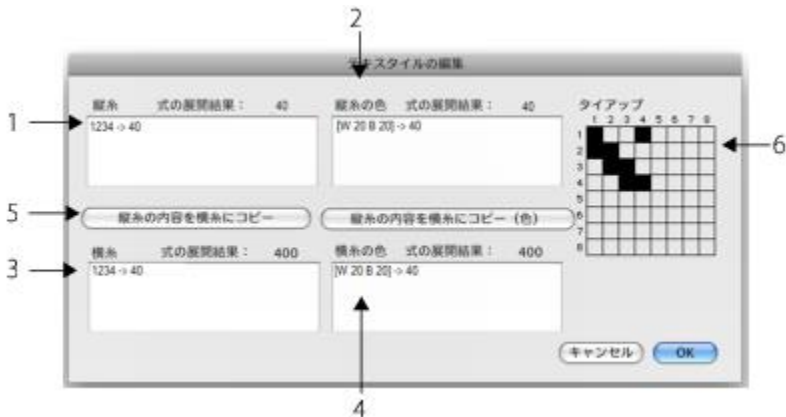 2
テキスタイルの編集
縦糸 式の展開結果： 40
縦糸の色 式の展開結果： 40
タイアップ
1 2 3 4 5 6 7 8
1
2
3
4
5
6
7
8
1
1234 -> 40
[W 20 B 20] -> 40
6
5
縦糸の内容を横糸にコピー
縦糸の内容を横糸にコピー（色）
横糸 式の展開結果： 400
横糸の色 式の展開結果： 400
3
1234 -> 40
[W 20 B 20] -> 40
キャンセル
OK
4